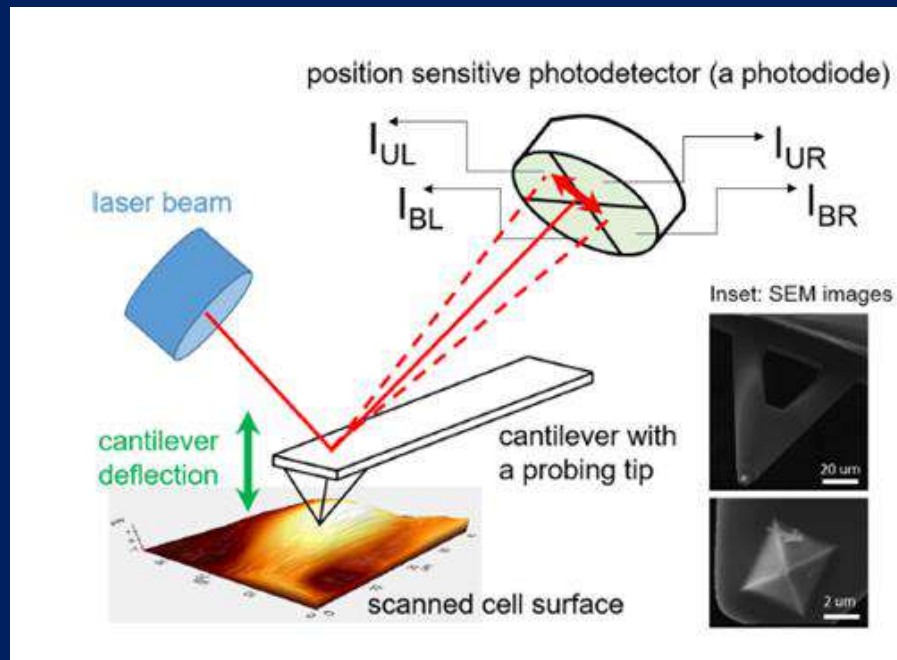 position sensitive photodetector (a photodiode)
I_UL
I_UR
I_BL
I_BR
laser beam
Inset: SEM images
cantilever
deflection
cantilever with
a probing tip
20 um
scanned cell surface
2 um